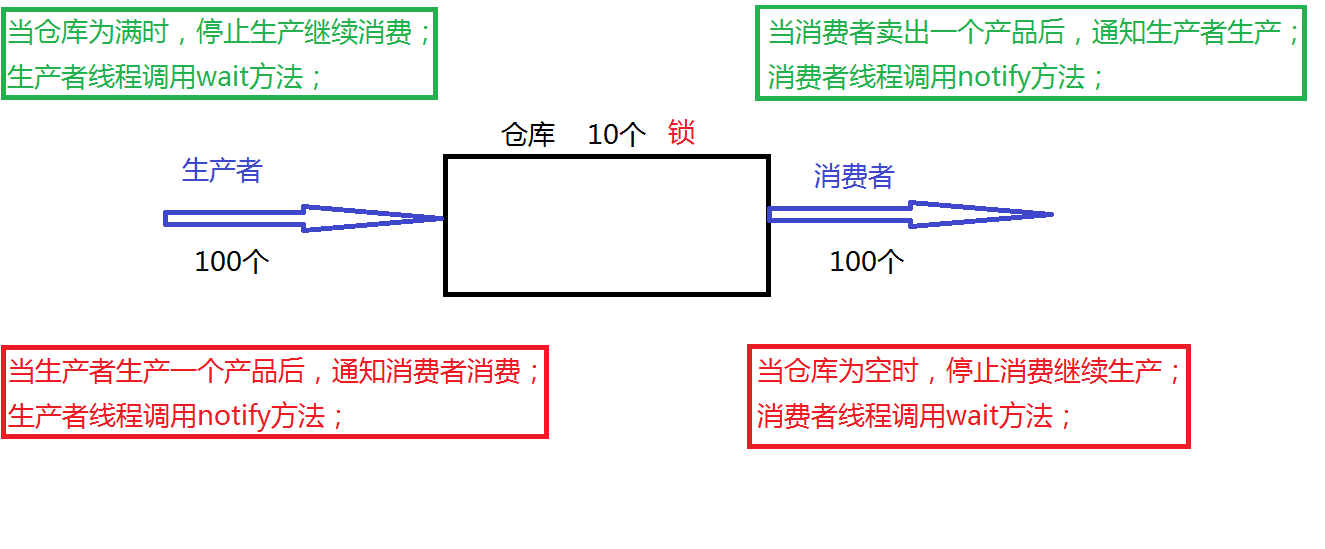 当仓库为满时，停止生产继续消费；
生产者线程调用wait方法；
当消费者卖出一个产品后，通知生产者生产；
消费者线程调用notify方法；
仓库 10个 锁
生产者
消费者
100个
100个
当生产者生产一个产品后，通知消费者消费；
生产者线程调用notify方法；
当仓库为空时，停止消费继续生产；
消费者线程调用wait方法；